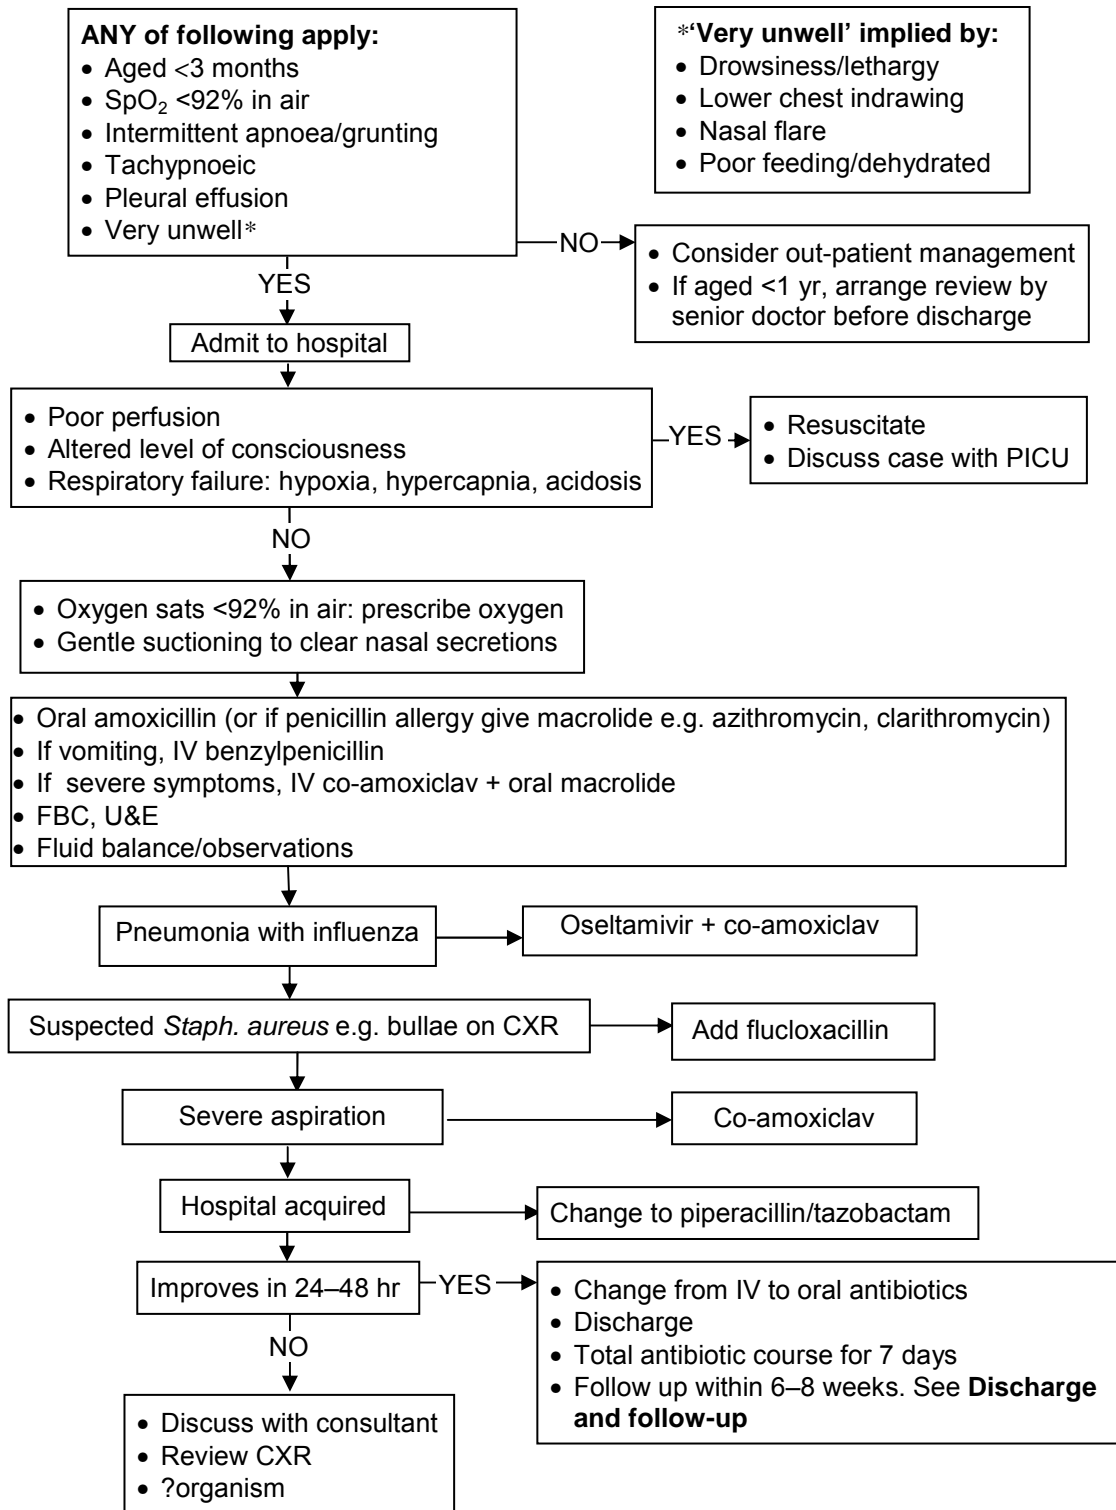 ANY of following apply:
• Aged <3 months
• SpO₂ <92% in air
• Intermittent apnoea/grunting
• Tachypnoeic
• Pleural effusion
• Very unwell*
*‘Very unwell’ implied by:
• Drowsiness/lethargy
• Lower chest indrawing
• Nasal flare
• Poor feeding/dehydrated
NO
• Consider out-patient management
• If aged <1 yr, arrange review by
senior doctor before discharge
YES
Admit to hospital
• Poor perfusion
• Altered level of consciousness
• Respiratory failure: hypoxia, hypercapnia, acidosis
YES
• Resuscitate
• Discuss case with PICU
NO
• Oxygen sats <92% in air: prescribe oxygen
• Gentle suctioning to clear nasal secretions
• Oral amoxicillin (or if penicillin allergy give macrolide e.g. azithromycin, clarithromycin)
• If vomiting, IV benzylpenicillin
• If severe symptoms, IV co-amoxiclav + oral macrolide
• FBC, U&E
• Fluid balance/observations
Pneumonia with influenza
Oseltamivir + co-amoxiclav
Suspected Staph. aureus e.g. bullae on CXR
Add flucloxacillin
Severe aspiration
Co-amoxiclav
Hospital acquired
Change to piperacillin/tazobactam
Improves in 24–48 hr
YES
• Change from IV to oral antibiotics
• Discharge
• Total antibiotic course for 7 days
• Follow up within 6–8 weeks. See Discharge
and follow-up
NO
• Discuss with consultant
• Review CXR
• ?organism